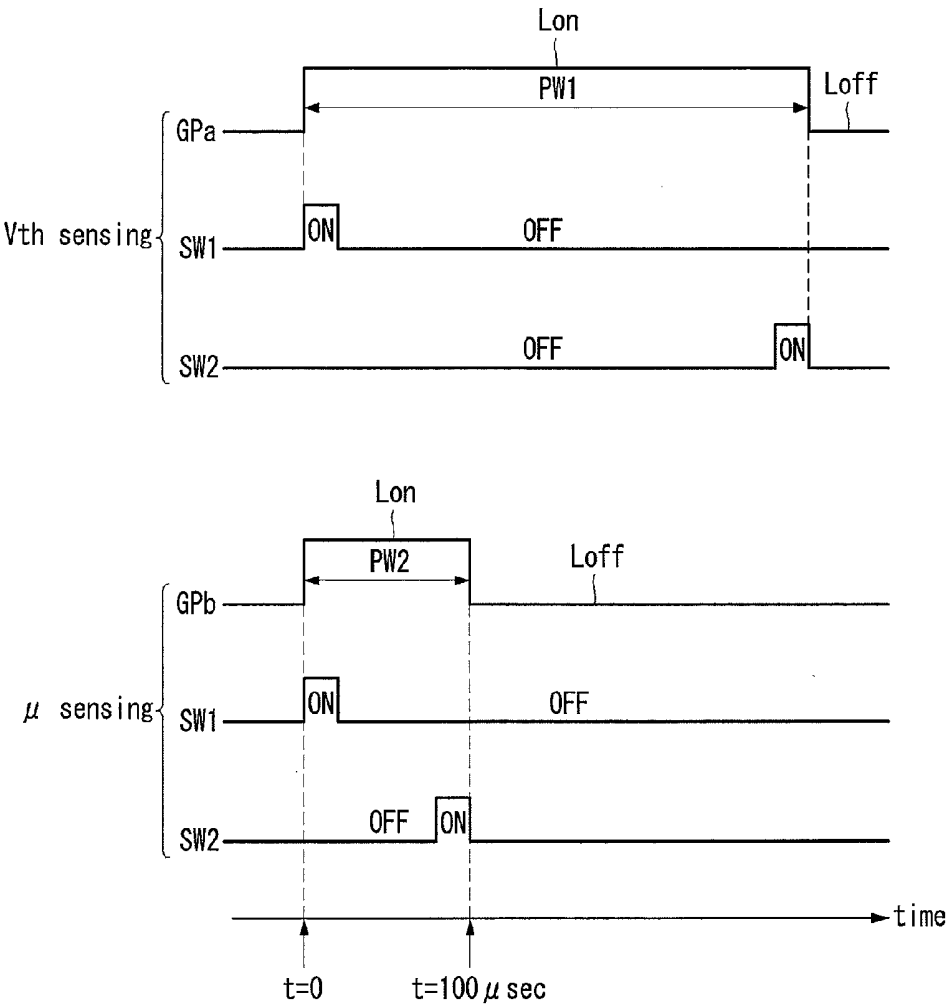 Lon
PW1
Loff
GPa
Vth sensing
ON
OFF
SW1
OFF
ON
SW2
Lon
PW2
Loff
GPb
μ sensing
ON
OFF
SW1
OFF
ON
SW2
time
t=0
t=100μsec